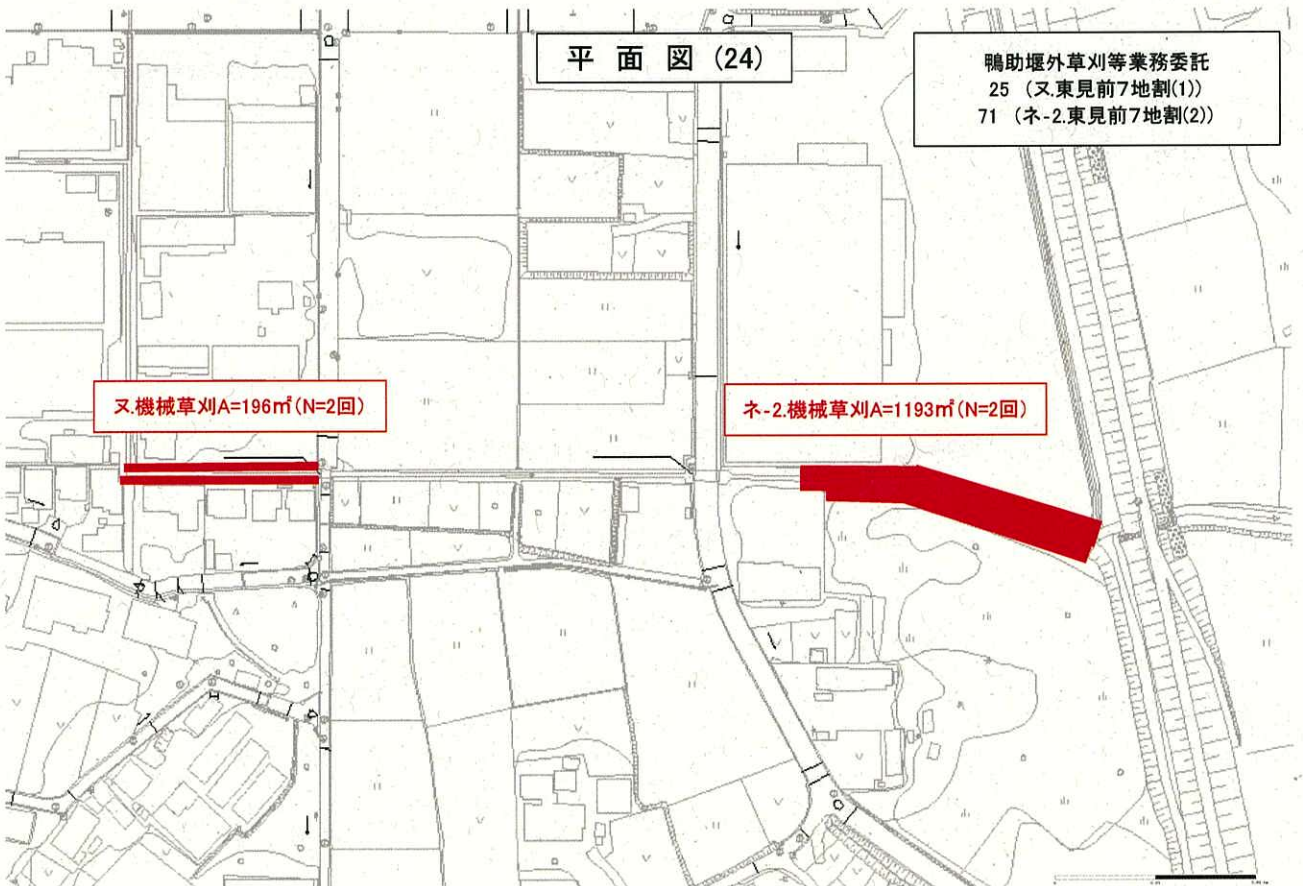 平面図(24)
鴨助堰外草刈等業務委託
25 (ヌ.東見前7地割(1))
71 (ネ-2.東見前7地割(2))
ヌ.機械草刈A=196㎡(N=2回)
ネ-2.機械草刈A=1193㎡(N=2回)